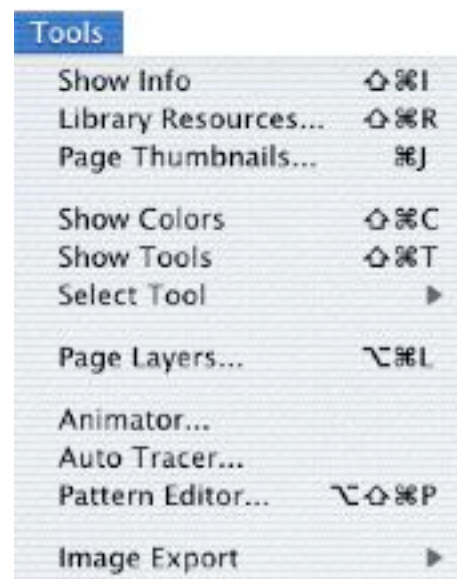 Tools
Show Info ⇧⌘I
Library Resources... ⇧⌘R
Page Thumbnails... ⌘J
Show Colors ⇧⌘C
Show Tools ⇧⌘T
Select Tool ▶
Page Layers... ⌥⌘L
Animator...
Auto Tracer...
Pattern Editor... ⌥⇧⌘P
Image Export ▶